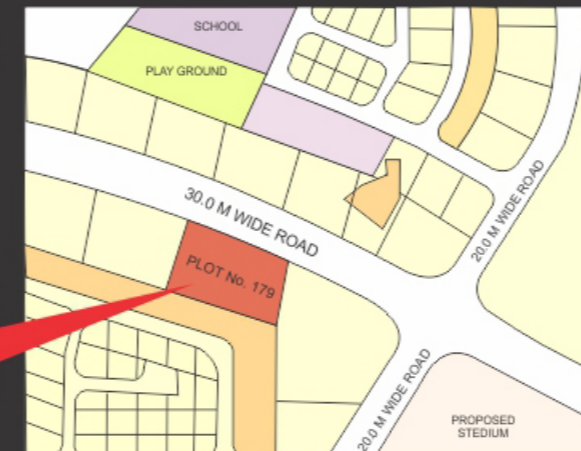 SCHOOL
PLAY GROUND
30.0 M WIDE ROAD
20.0 M WIDE ROAD
PLOT No. 179
20.0 M WIDE ROAD
PROPOSED
STEDIUM